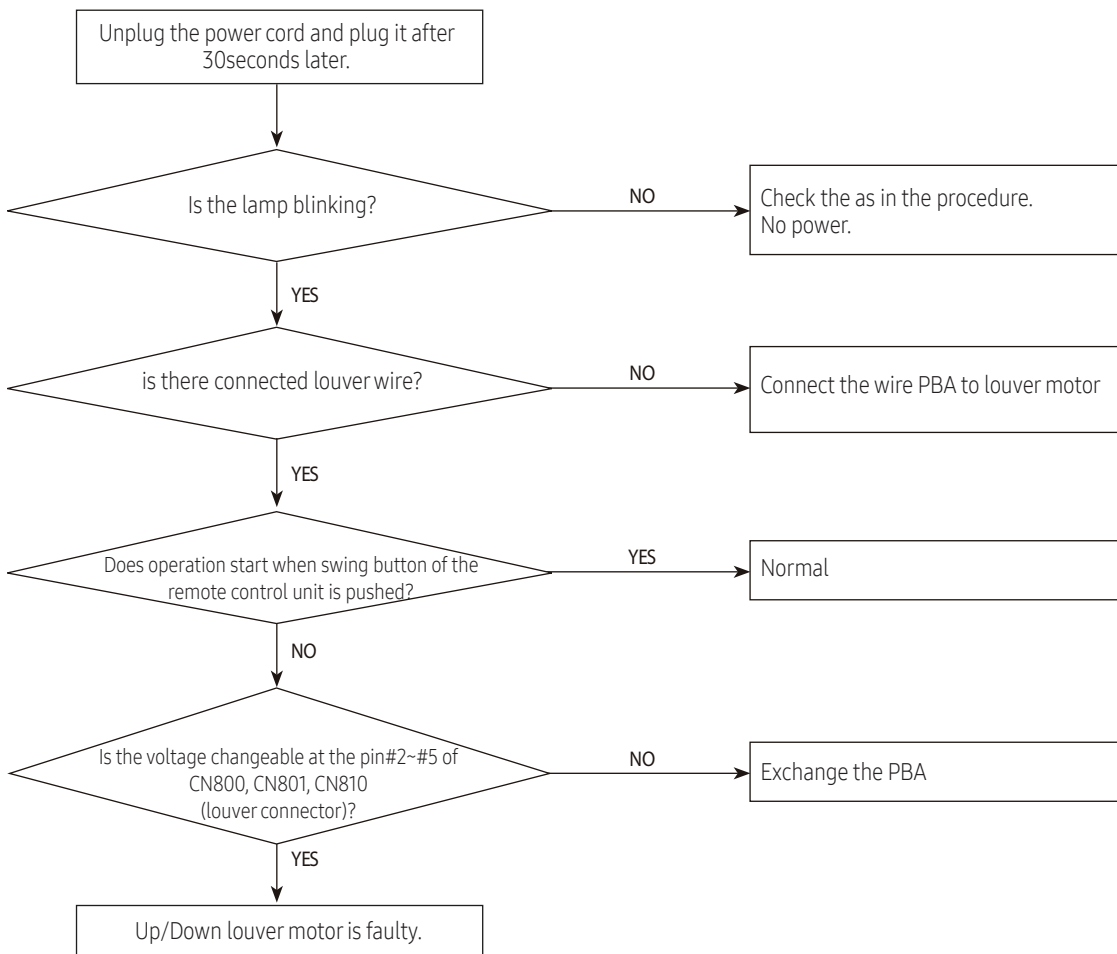 Unplug the power cord and plug it after
30seconds later.
Is the lamp blinking?
NO
Check the as in the procedure.
No power.
YES
is there connected louver wire?
NO
Connect the wire PBA to louver motor
YES
Does operation start when swing button of the
remote control unit is pushed?
YES
Normal
NO
Is the voltage changeable at the pin#2~#5 of
CN800, CN801, CN810
(louver connector)?
NO
Exchange the PBA
YES
Up/Down louver motor is faulty.